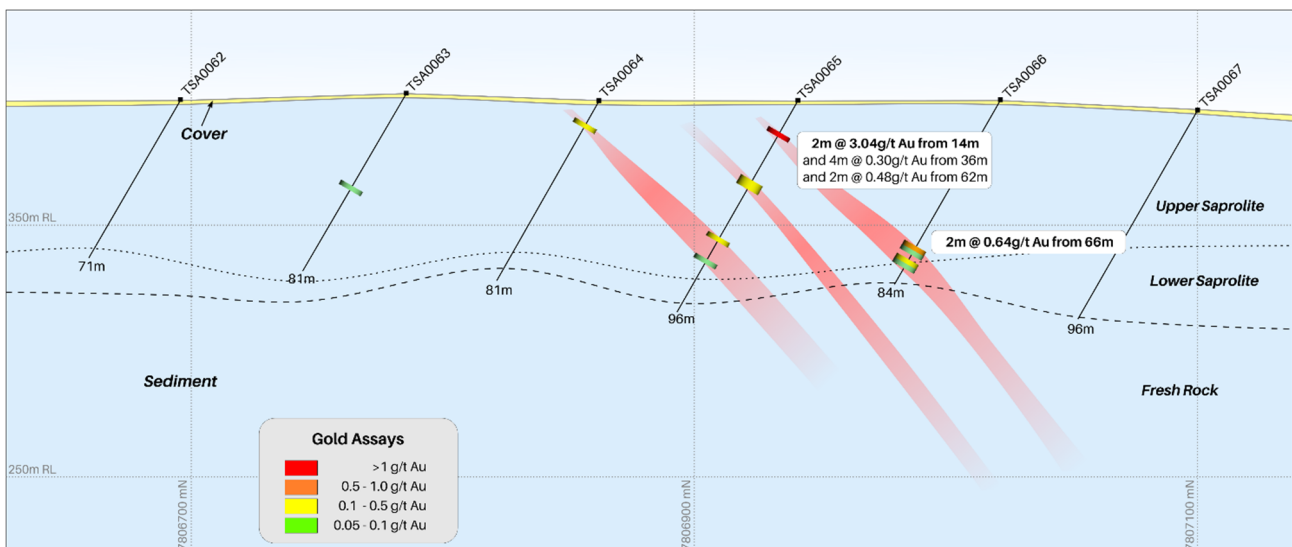 TSA0062
TSA0063
TSA0064
TSA0065
TSA0066
TSA0067
Cover
2m @ 3.04g/t Au from 14m
and 4m @ 0.30g/t Au from 36m
and 2m @ 0.48g/t Au from 62m
Upper Saprolite
350m RL
2m @ 0.64g/t Au from 66m
71m
81m
81m
96m
84m
96m
Lower Saprolite
Sediment
Fresh Rock
Gold Assays
>1 g/t Au
0.5 - 1.0 g/t Au
0.1 - 0.5 g/t Au
0.05 - 0.1 g/t Au
250m RL
7806700 mN
7806900 mN
7807100 mN